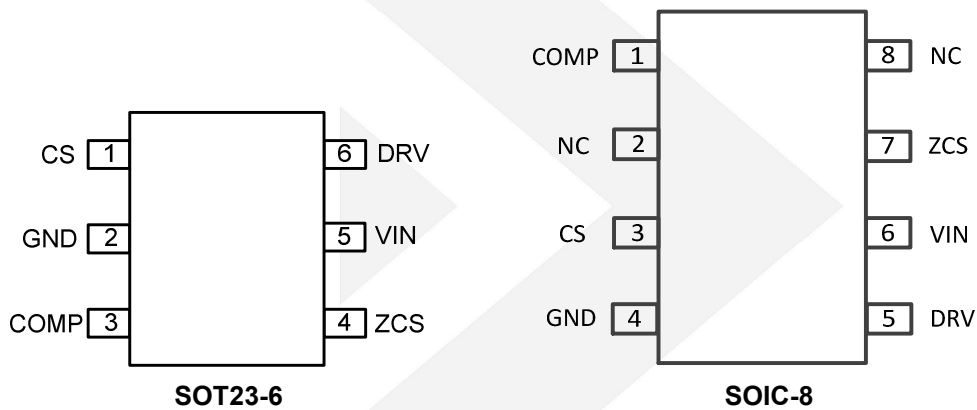 CS 1
6 DRV
GND 2
5 VIN
COMP 3
4 ZCS
SOT23-6
COMP 1
8 NC
NC 2
7 ZCS
CS 3
6 VIN
GND 4
5 DRV
SOIC-8